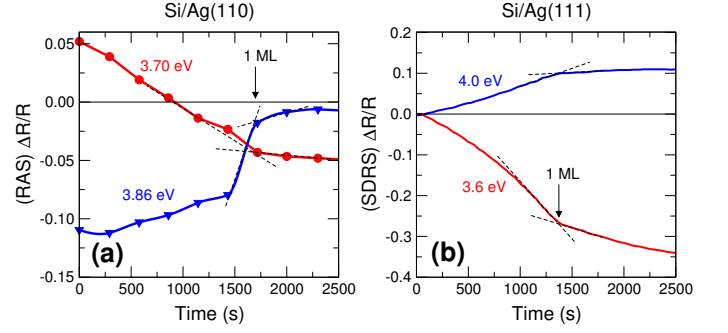 Si/Ag(110)
(RAS) ΔR/R
0.05
0.00
-0.05
-0.10
-0.15
3.70 eV
1 ML
3.86 eV
(a)
0 500 1000 1500 2000 2500
Time (s)
Si/Ag(111)
(SDRS) ΔR/R
0.2
0.1
0
-0.1
-0.2
-0.3
-0.4
4.0 eV
3.6 eV
1 ML
(b)
0 500 1000 1500 2000 2500
Time (s)